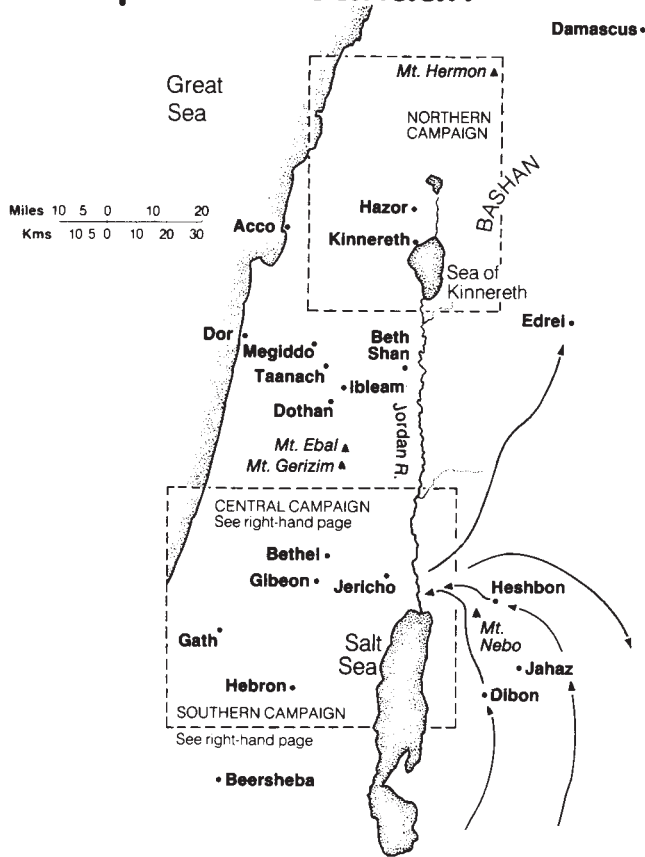 Damascus
Great
Sea
Mt. Hermon
NORTHERN
CAMPAIGN
BASHAN
Miles 10 5 0 10 20
Kms 10 5 0 10 20 30
Hazor
Acco
Kinnereth
Sea of
Kinnereth
Edrei
Dor
Megiddo
Beth
Shan
Taanach
Ibleam
Dothan
Jordan R.
Mt. Ebal
Mt. Gerizim
CENTRAL CAMPAIGN
See right-hand page
Bethel
Gibeon
Jericho
Heshbon
Mt.
Nebo
Gath
Salt
Sea
Jahaz
Hebron
Dibon
SOUTHERN CAMPAIGN
See right-hand page
Beersheba